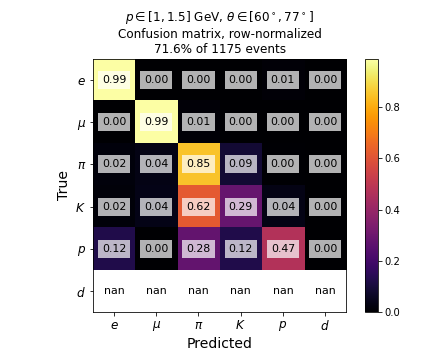 p ∈ [1, 1.5] GeV, θ ∈ [60°, 77°]
Confusion matrix, row-normalized
71.6% of 1175 events
e 0.99 0.00 0.00 0.00 0.01 0.00
μ 0.00 0.99 0.01 0.00 0.00 0.00
π 0.02 0.04 0.85 0.09 0.00 0.00
K 0.02 0.04 0.62 0.29 0.04 0.00
p 0.12 0.00 0.28 0.12 0.47 0.00
d nan nan nan nan nan nan
e μ π K p d
True
Predicted
0.8
0.6
0.4
0.2
0.0